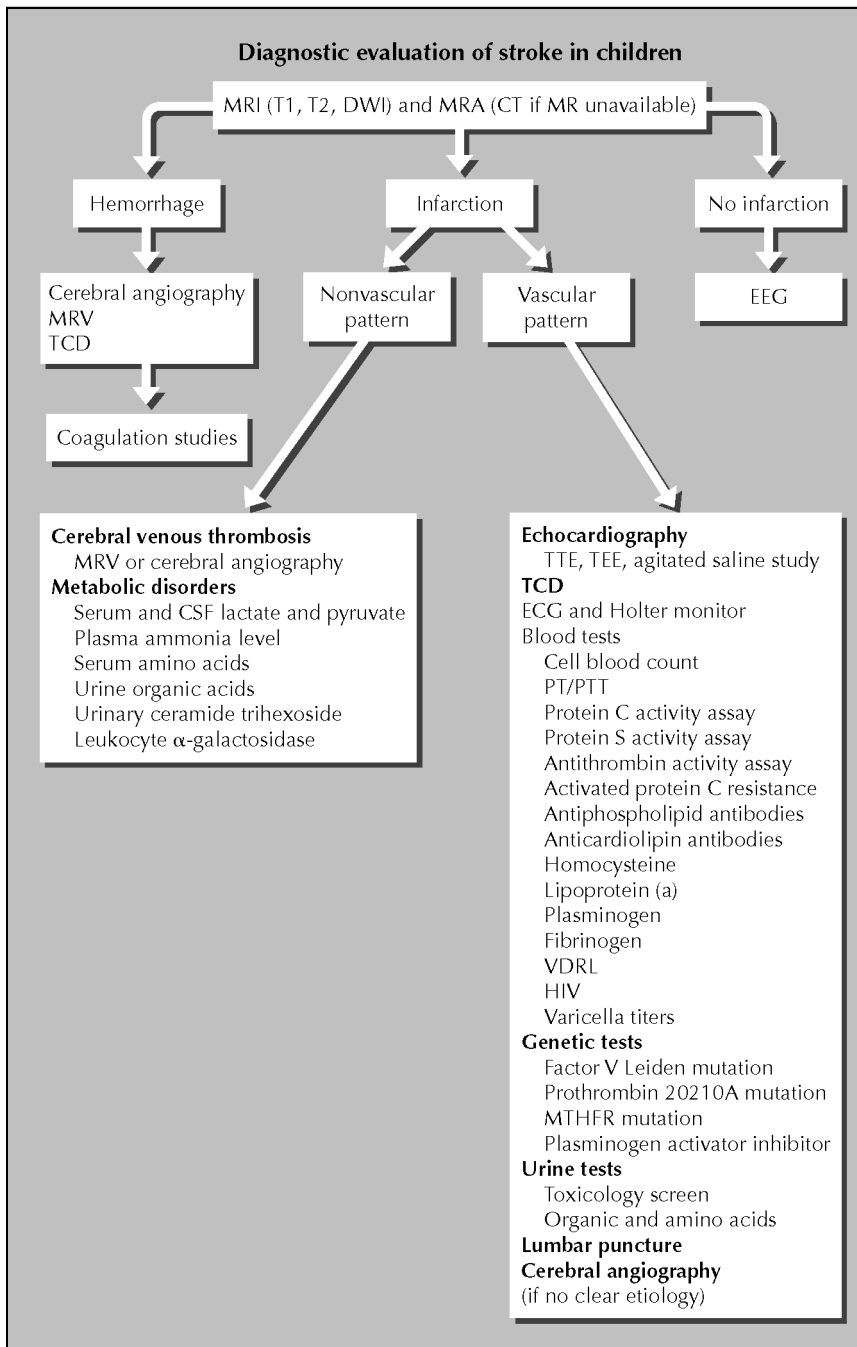 Diagnostic evaluation of stroke in children
MRI (T1, T2, DWI) and MRA (CT if MR unavailable)
Hemorrhage
Infarction
No infarction
Cerebral angiography
MRV
TCD
Nonvascular
pattern
Vascular
pattern
EEG
Coagulation studies
Cerebral venous thrombosis
MRV or cerebral angiography
Metabolic disorders
Serum and CSF lactate and pyruvate
Plasma ammonia level
Serum amino acids
Urine organic acids
Urinary ceramide trihexoside
Leukocyte α-galactosidase
Echocardiography
TTE, TEE, agitated saline study
TCD
ECG and Holter monitor
Blood tests
Cell blood count
PT/PTT
Protein C activity assay
Protein S activity assay
Antithrombin activity assay
Activated protein C resistance
Antiphospholipid antibodies
Anticardiolipin antibodies
Homocysteine
Lipoprotein (a)
Plasminogen
Fibrinogen
VDRL
HIV
Varicella titers
Genetic tests
Factor V Leiden mutation
Prothrombin 20210A mutation
MTHFR mutation
Plasminogen activator inhibitor
Urine tests
Toxicology screen
Organic and amino acids
Lumbar puncture
Cerebral angiography
(if no clear etiology)